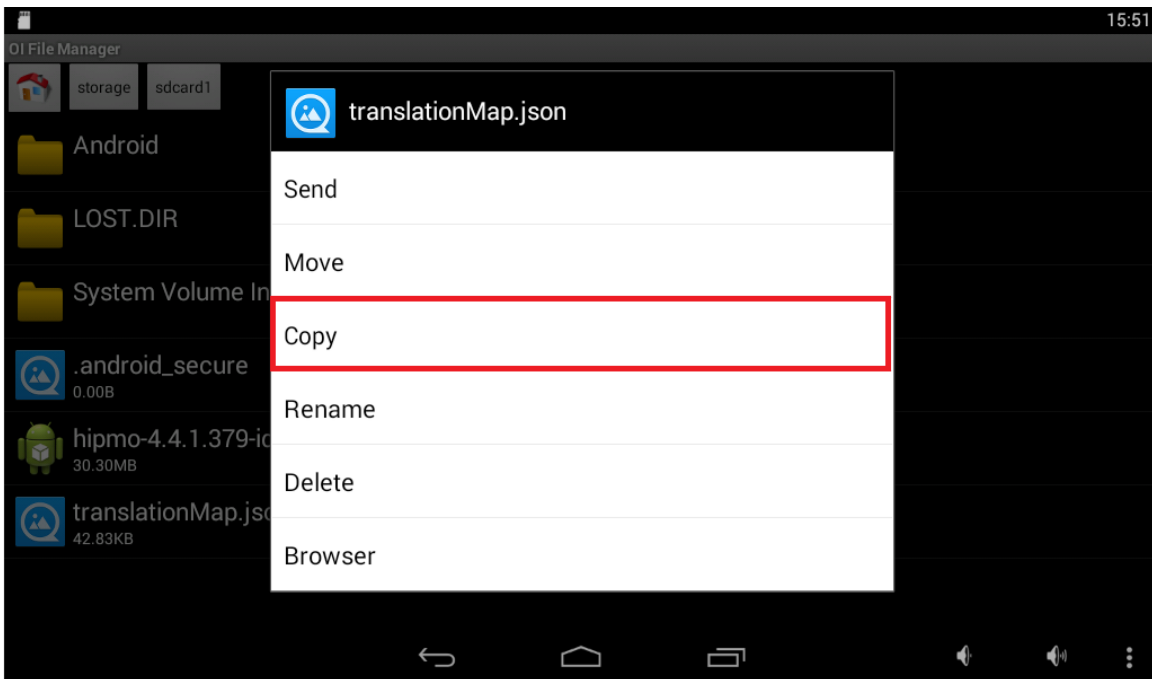 15:51
OI File Manager
storage sdcard1
Android
LOST.DIR
System Volume In
.android_secure
0.00B
hipmo-4.4.1.379-id
30.30MB
translationMap.jso
42.83KB
translationMap.json
Send
Move
Copy
Rename
Delete
Browser